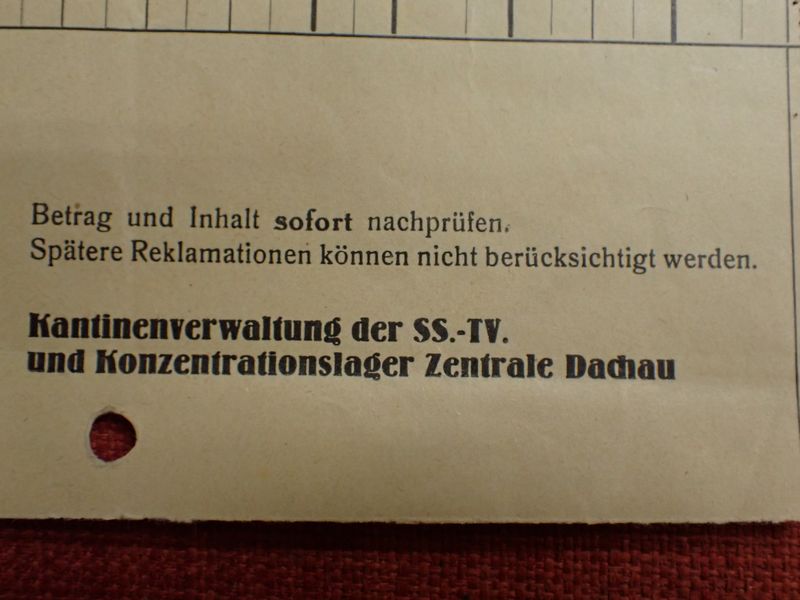 Betrag und Inhalt sofort nachprüfen.
Spätere Reklamationen können nicht berücksichtigt werden.
Kantinenverwaltung der SS.-TV.
und Konzentrationslager Zentrale Dachau